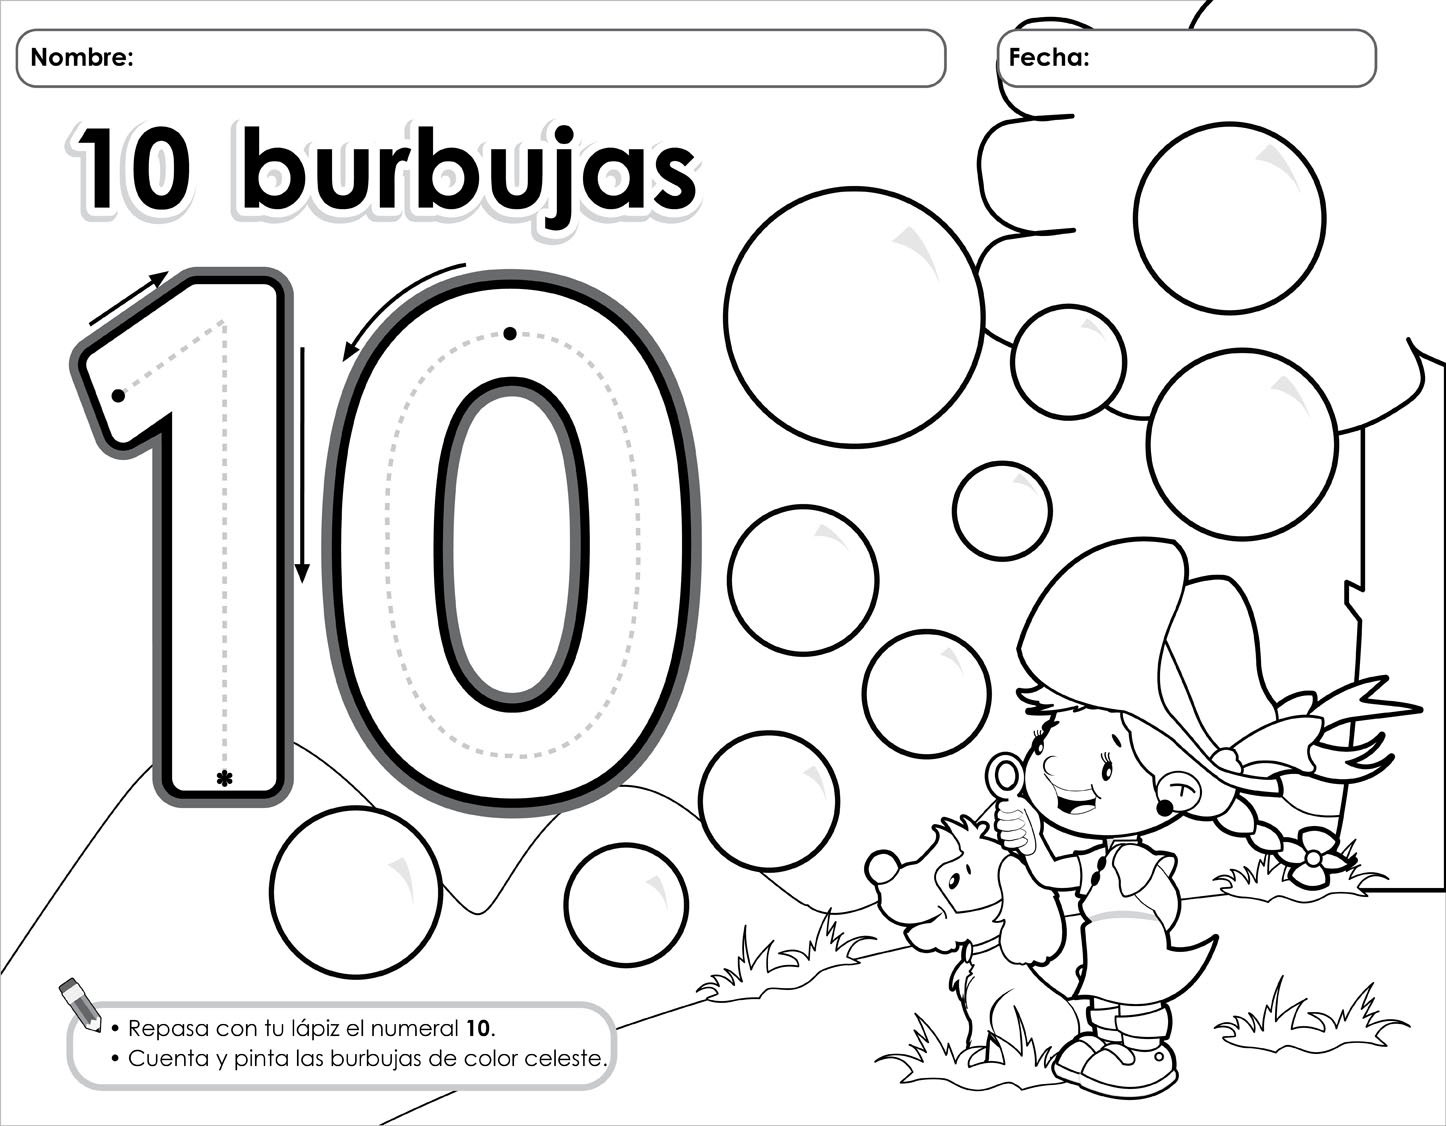 Nombre:
Fecha:
10 burbujas
10
• Repasa con tu lápiz el numeral 10.
• Cuenta y pinta las burbujas de color celeste.